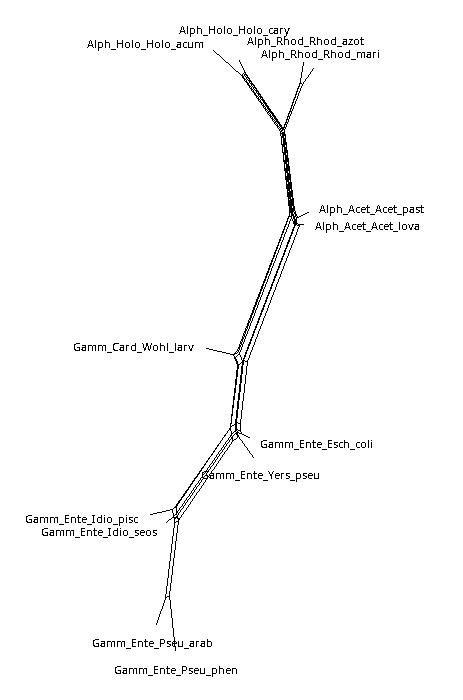 Alph_Holo_Holo_cary
Alph_Holo_Holo_acum
Alph_Rhod_Rhod_azot
Alph_Rhod_Rhod_mari
Alph_Acet_Acet_past
Alph_Acet_Acet_lova
Gamm_Card_Wohl_larv
Gamm_Ente_Esch_coli
Gamm_Ente_Yers_pseu
Gamm_Ente_Idio_pisc
Gamm_Ente_Idio_seos
Gamm_Ente_Pseu_arab
Gamm_Ente_Pseu_phen